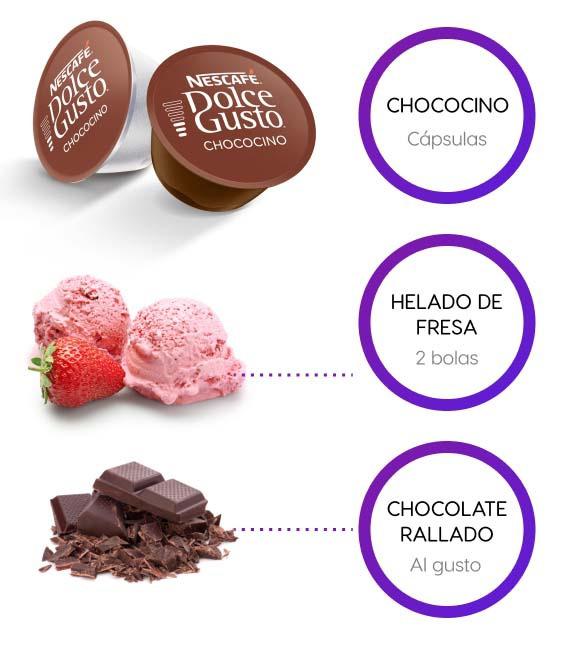 NESCAFÉ
Dolce
Gusto
CHOCOCINO
NESCAFÉ
Dolce
Gusto
CHOCOCINO
CHOCOCINO
Cápsulas
HELADO DE
FRESA
2 bolas
CHOCOLATE
RALLADO
Al gusto